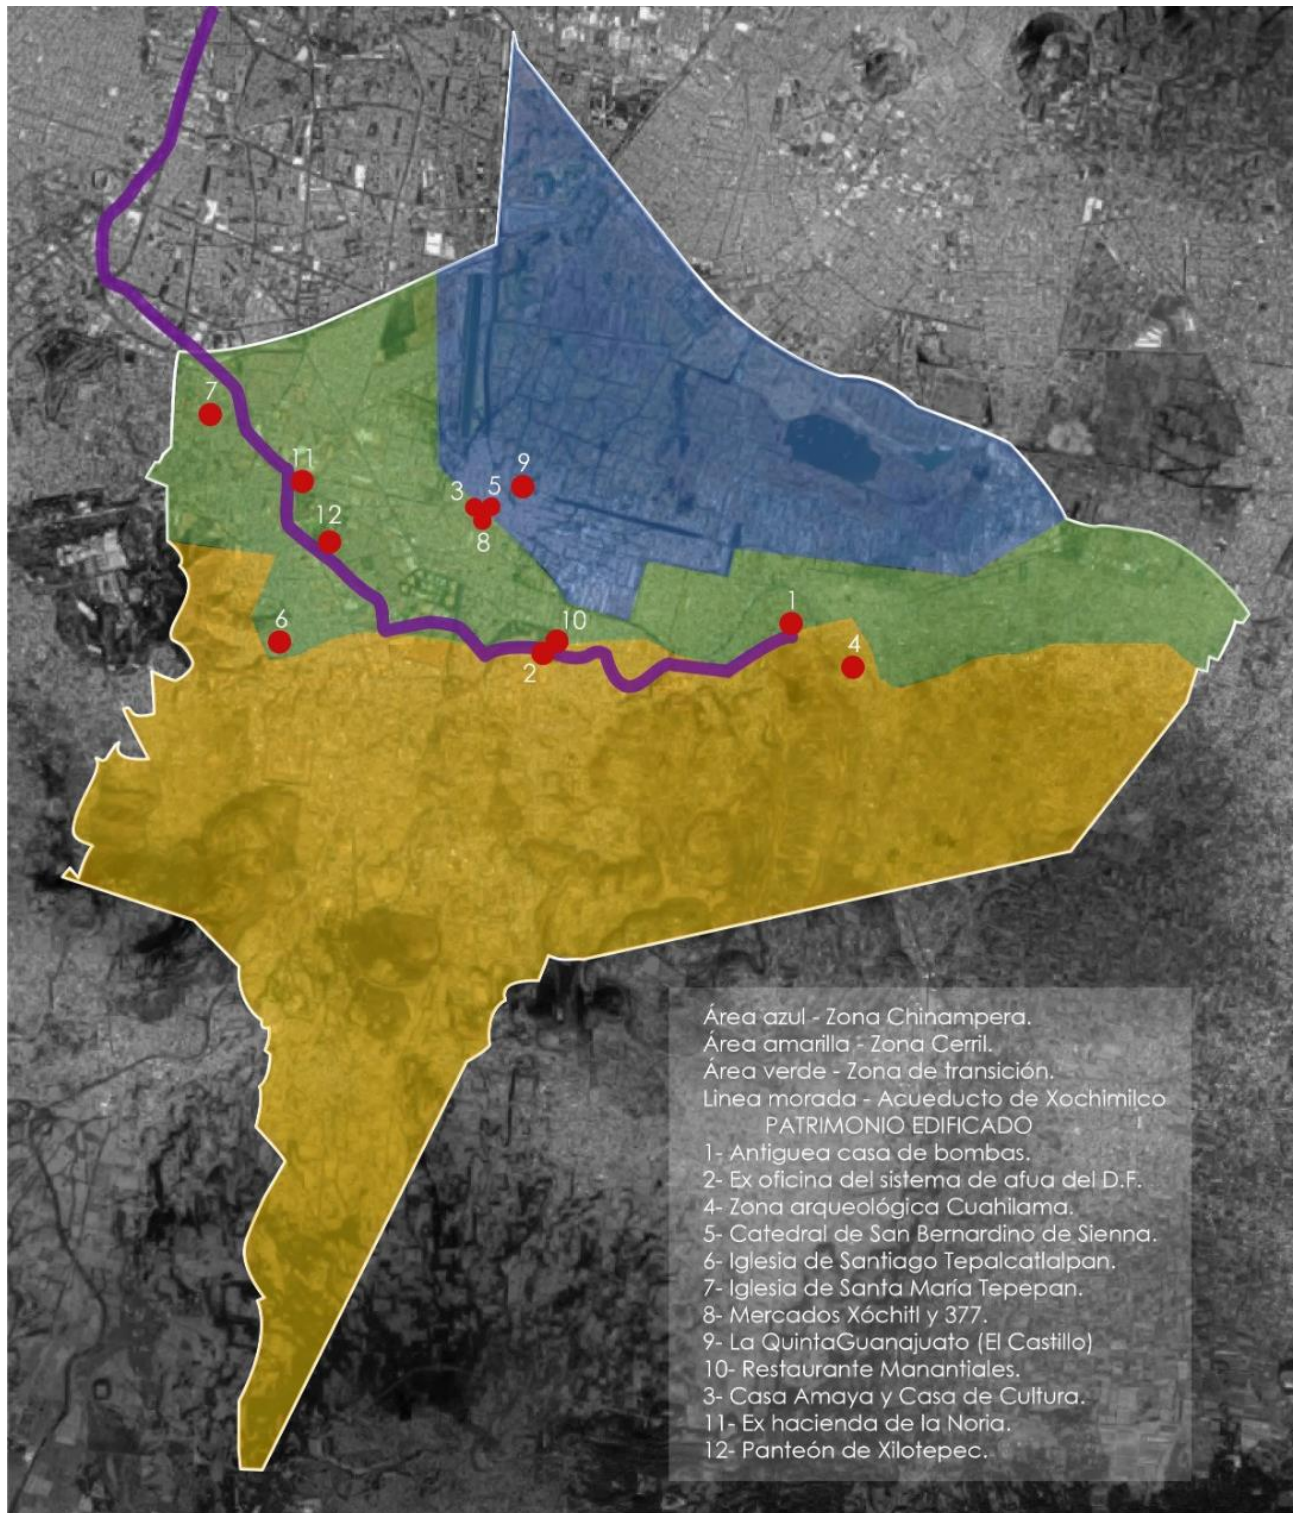 7
11
9
3
5
12
8
1
6
10
4
2
Área azul - Zona Chinampera.
Área amarilla - Zona Cerril.
Área verde - Zona de transición.
Linea morada - Acueducto de Xochimilco
PATRIMONIO EDIFICADO
1- Antiguea casa de bombas.
2- Ex oficina del sistema de afua del D.F.
4- Zona arqueológica Cuahilama.
5- Catedral de San Bernardino de Sienna.
6- Iglesia de Santiago Tepalcatlalpan.
7- Iglesia de Santa María Tepepan.
8- Mercados Xóchitl y 377.
9- La QuintaGuanajuato (El Castillo)
10- Restaurante Manantiales.
3- Casa Amaya y Casa de Cultura.
11- Ex hacienda de la Noria.
12- Panteón de Xilotepec.